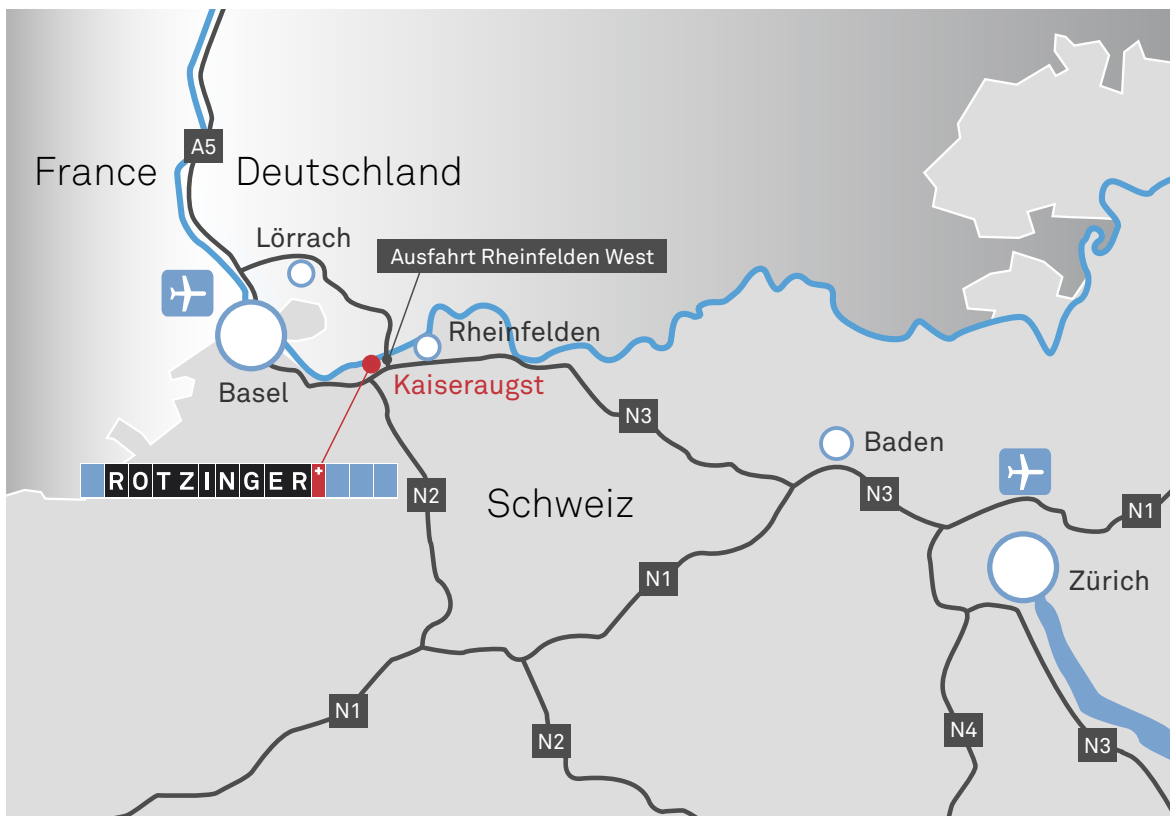 A5
France
Deutschland
Lörrach
Ausfahrt Rheinfelden West
Rheinfelden
Basel
Kaiseraugst
N3
Baden
ROTZINGER+
N2
Schweiz
N3
N1
N1
Zürich
N1
N2
N4
N3